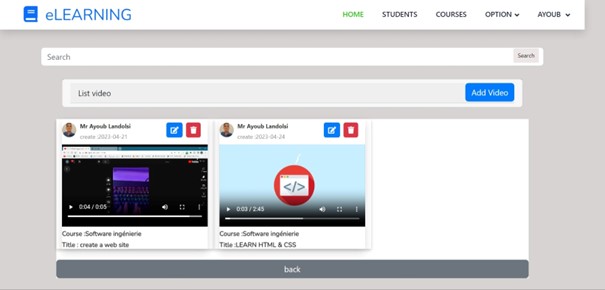 eLEARNING
HOME STUDENTS COURSES OPTION AYOUB
Search Search
List video Add Video
Mr Ayoub Landolsi
create :2023-04-21
Mr Ayoub Landolsi
create :2023-04-24
0:04 / 0:05
</>
0:03 / 2:45
Course :Software ingénierie
Title : create a web site
Course :Software ingénierie
Title :LEARN HTML & CSS
back